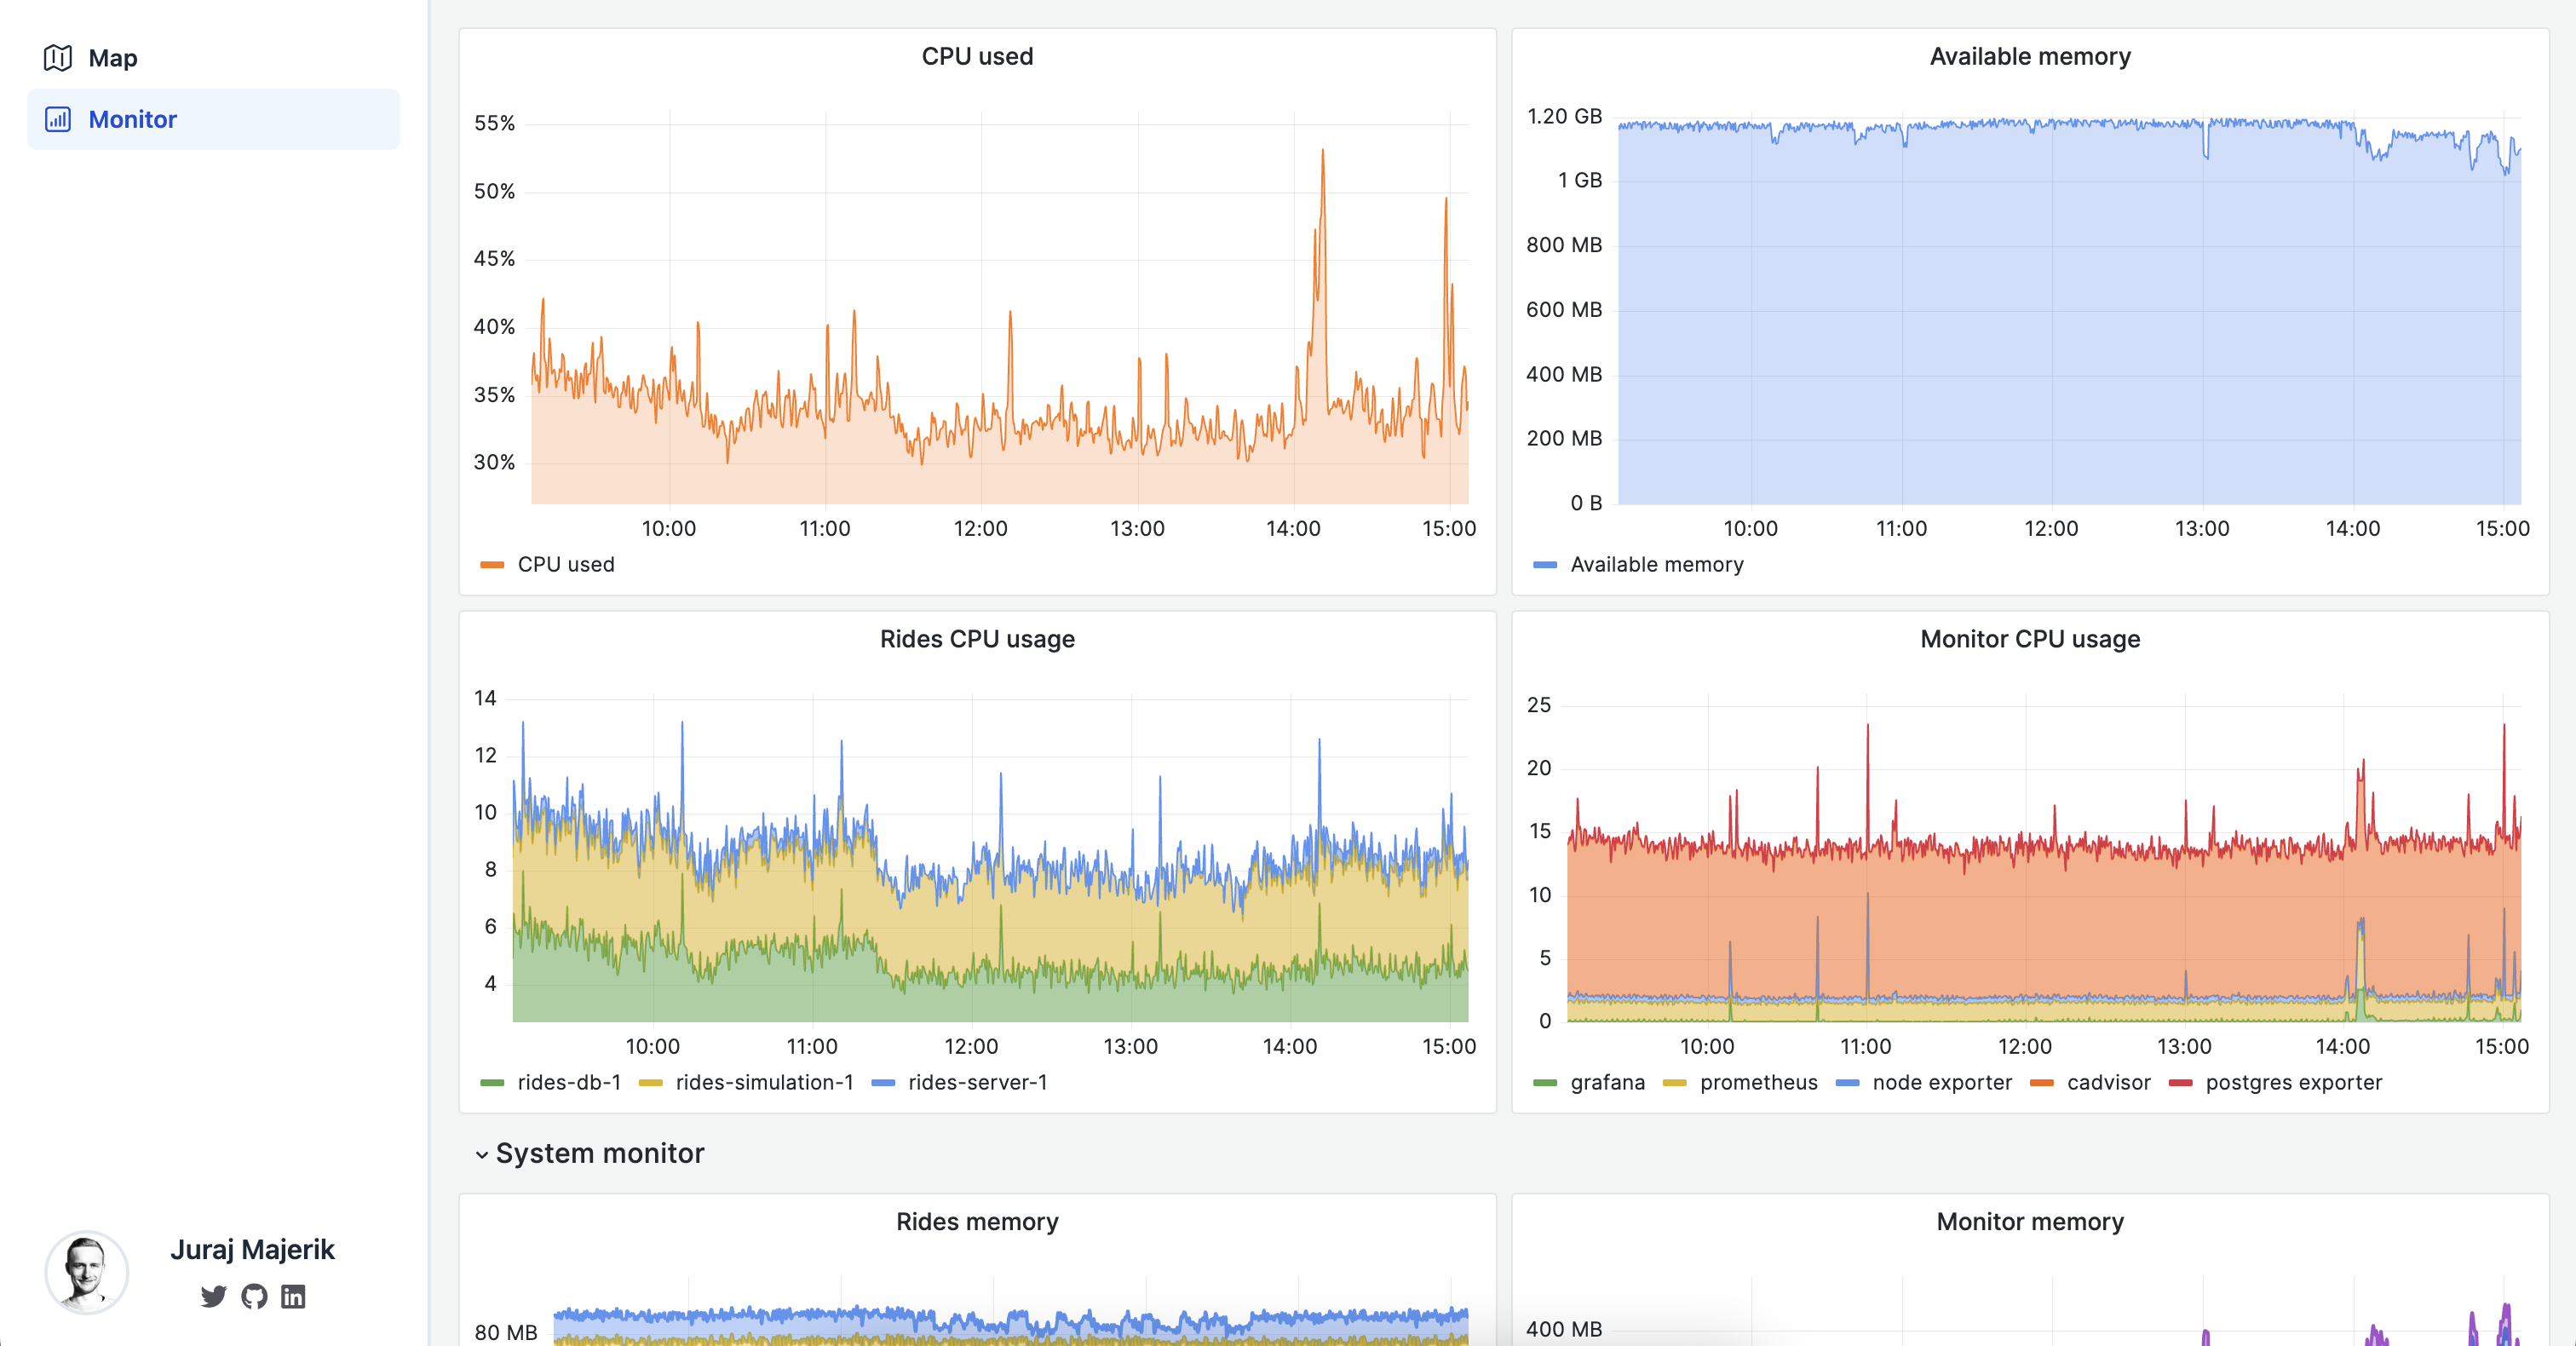 Map
Monitor
CPU used
55%
50%
45%
40%
35%
30%
10:00 11:00 12:00 13:00 14:00 15:00
CPU used
Available memory
1.20 GB
1 GB
800 MB
600 MB
400 MB
200 MB
0 B
10:00 11:00 12:00 13:00 14:00 15:00
Available memory
Rides CPU usage
14
12
10
8
6
4
10:00 11:00 12:00 13:00 14:00 15:00
rides-db-1 rides-simulation-1 rides-server-1
Monitor CPU usage
25
20
15
10
5
0
10:00 11:00 12:00 13:00 14:00 15:00
grafana prometheus node exporter cadvisor postgres exporter
System monitor
Rides memory
80 MB
Monitor memory
400 MB
Juraj Majerik
in